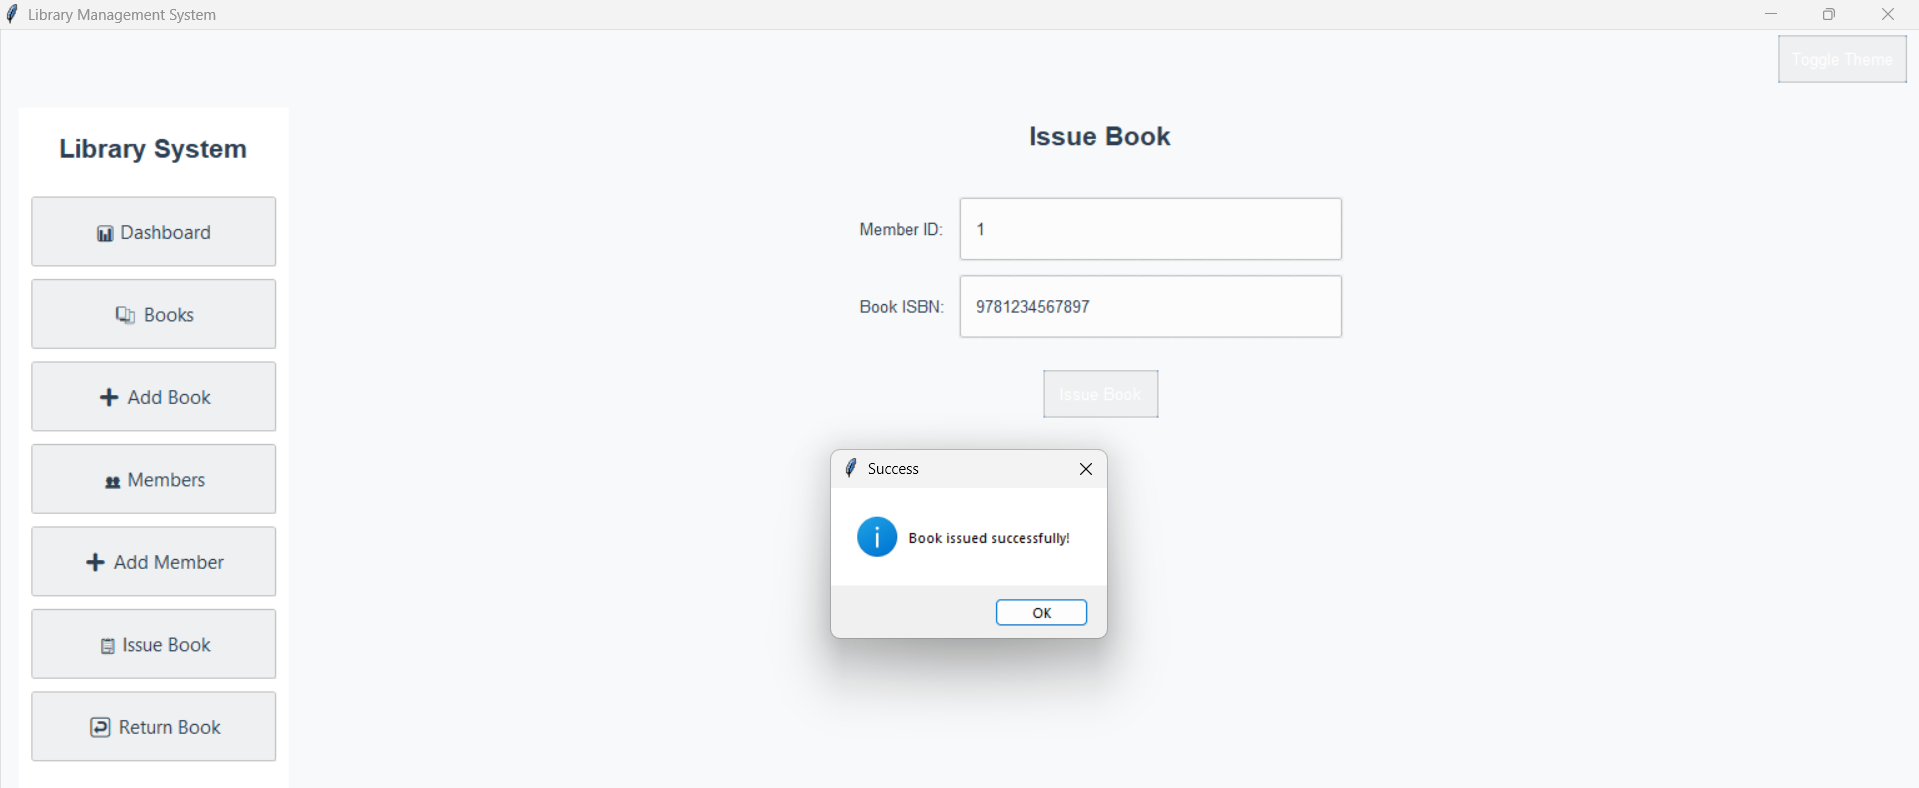 Library Management System
Toggle Theme
Library System
Dashboard
Books
Add Book
Members
Add Member
Issue Book
Return Book
Issue Book
Member ID: 1
Book ISBN: 9781234567897
Issue Book
Success
Book issued successfully!
OK